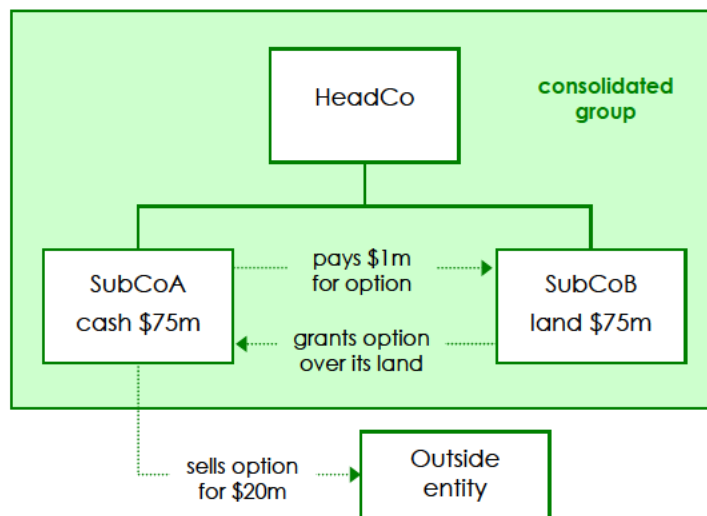 HeadCo
consolidated
group
SubCoA
cash $75m
pays $1m
for option
grants option
over its land
SubCoB
land $75m
sells option
for $20m
Outside
entity